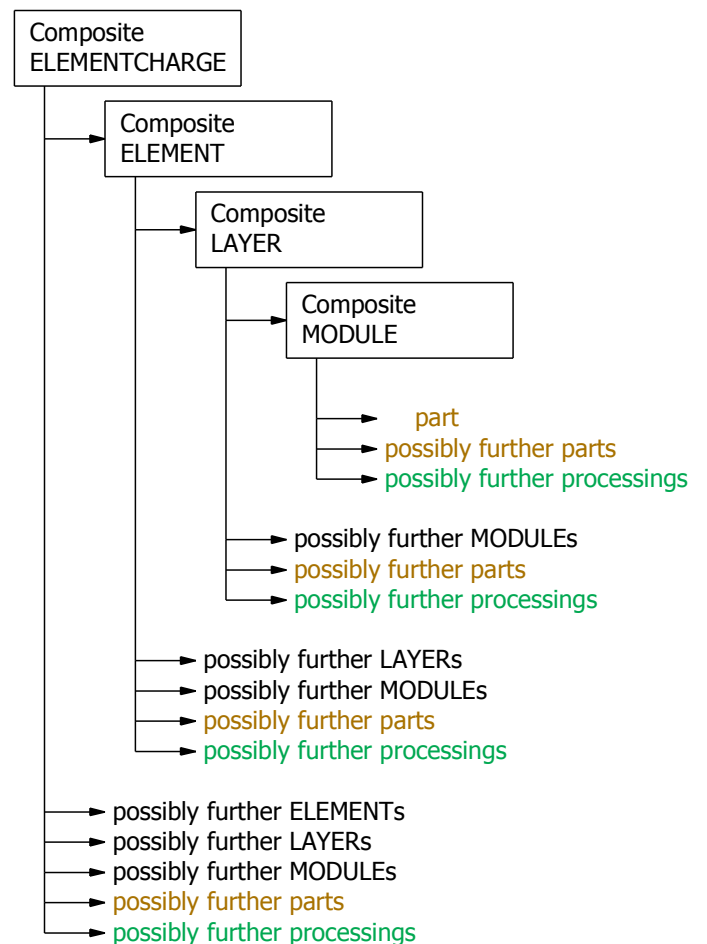 Composite
ELEMENTCHARGE
Composite
ELEMENT
Composite
LAYER
Composite
MODULE
part
possibly further parts
possibly further processings
possibly further MODULEs
possibly further parts
possibly further processings
possibly further LAYERs
possibly further MODULEs
possibly further parts
possibly further processings
possibly further ELEMENTs
possibly further LAYERs
possibly further MODULEs
possibly further parts
possibly further processings